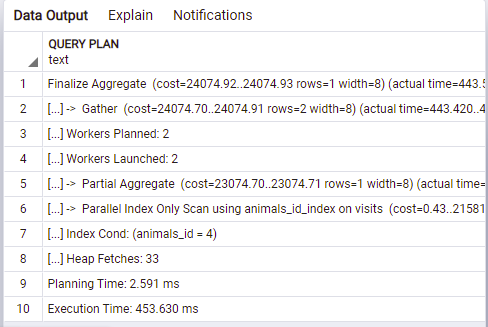 Data Output Explain Notifications
QUERY PLAN
text
1 Finalize Aggregate (cost=24074.92..24074.93 rows=1 width=8) (actual time=443.5
2 [...] -> Gather (cost=24074.70..24074.91 rows=2 width=8) (actual time=443.420..4
3 [...] Workers Planned: 2
4 [...] Workers Launched: 2
5 [...] -> Partial Aggregate (cost=23074.70..23074.71 rows=1 width=8) (actual time=
6 [...] -> Parallel Index Only Scan using animals_id_index on visits (cost=0.43..21581
7 [...] Index Cond: (animals_id = 4)
8 [...] Heap Fetches: 33
9 Planning Time: 2.591 ms
10 Execution Time: 453.630 ms